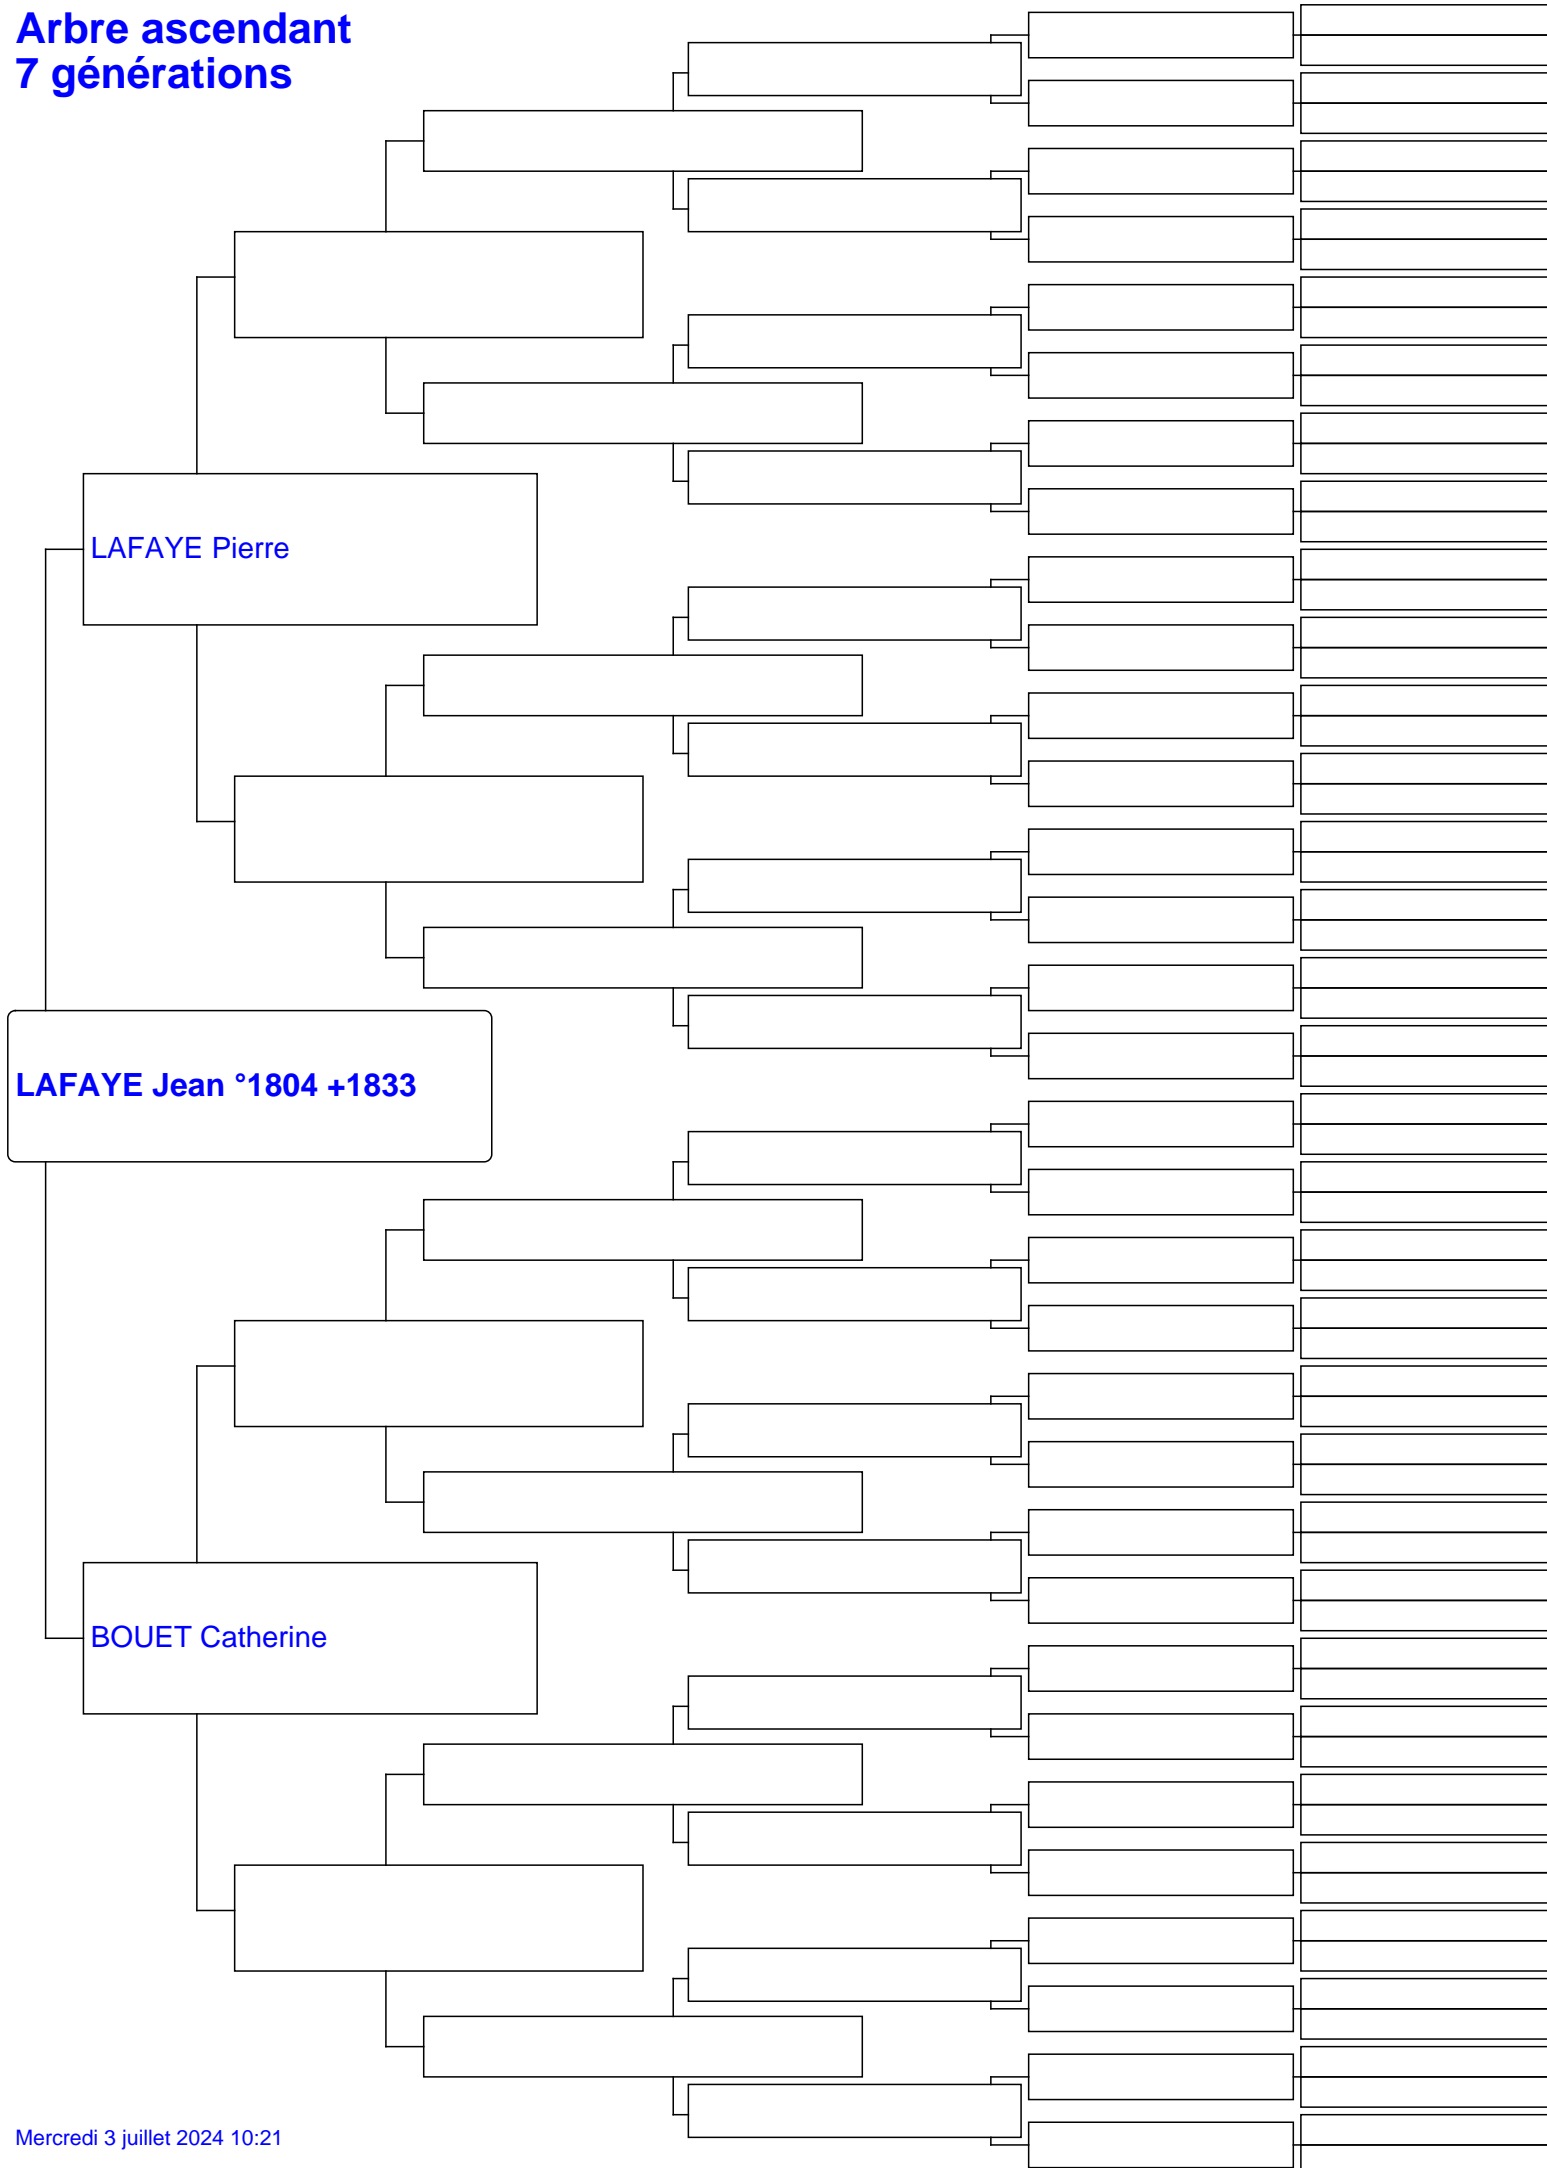 Arbre ascendant
7 générations
LAFAYE Pierre
LAFAYE Jean °1804 +1833
BOUET Catherine
Mercredi 3 juillet 2024 10:21